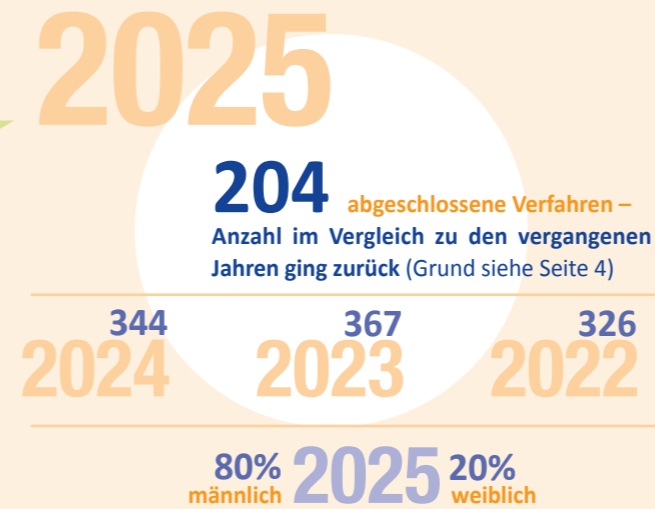 2025
204 abgeschlossene Verfahren –
Anzahl im Vergleich zu den vergangenen
Jahren ging zurück (Grund siehe Seite 4)
344 367 326
2024 2023 2022
80% 2025 20%
männlich weiblich